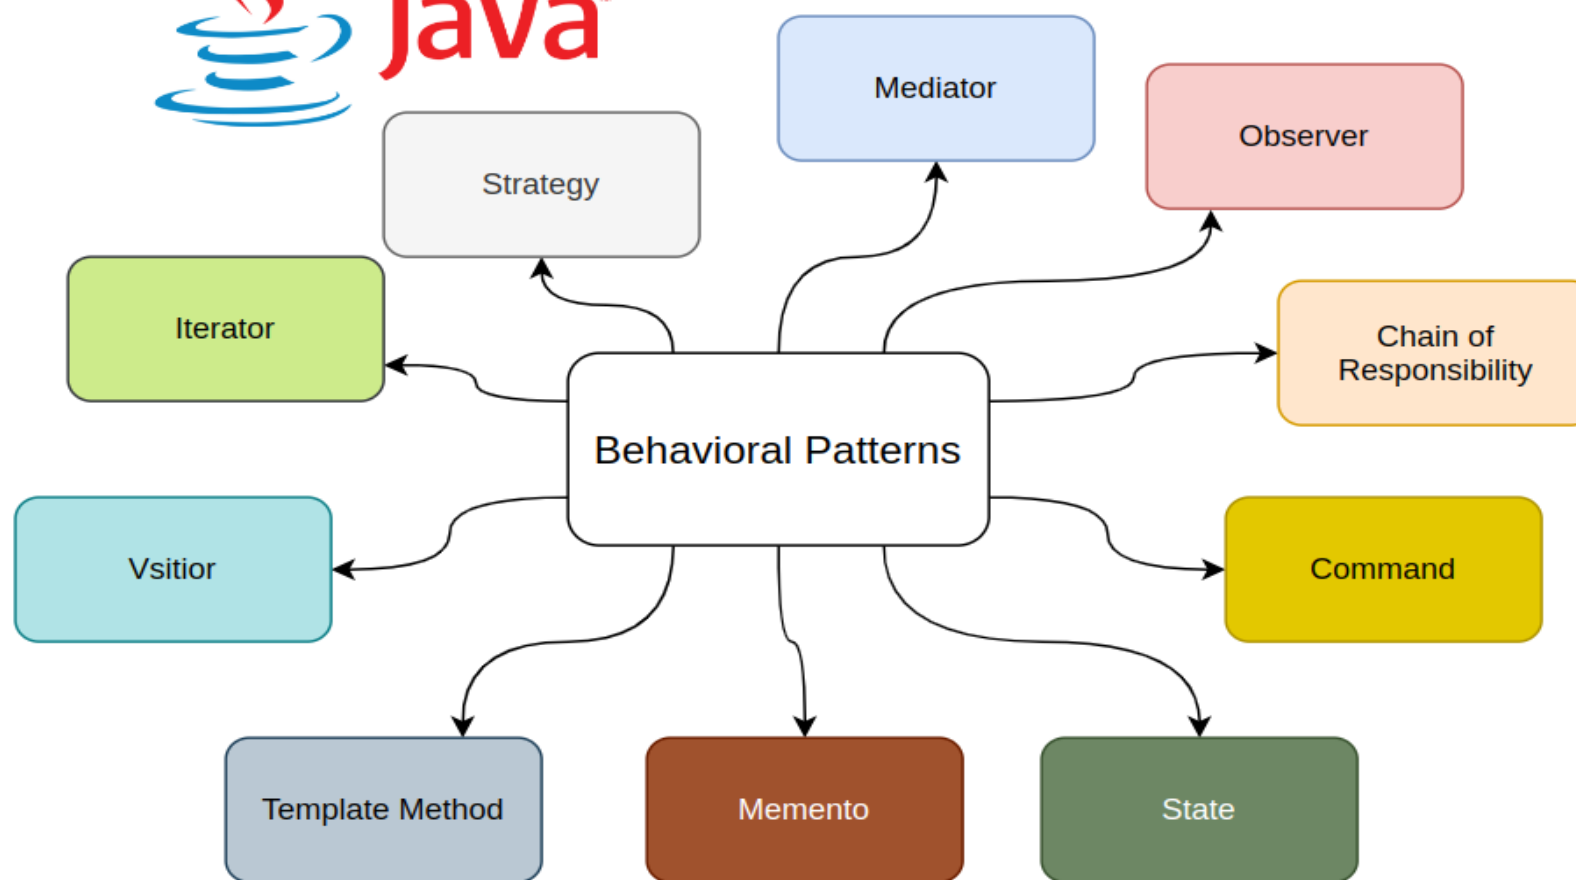 Java
Mediator
Observer
Strategy
Iterator
Chain of
Responsibility
Behavioral Patterns
Vsitior
Command
Template Method
Memento
State